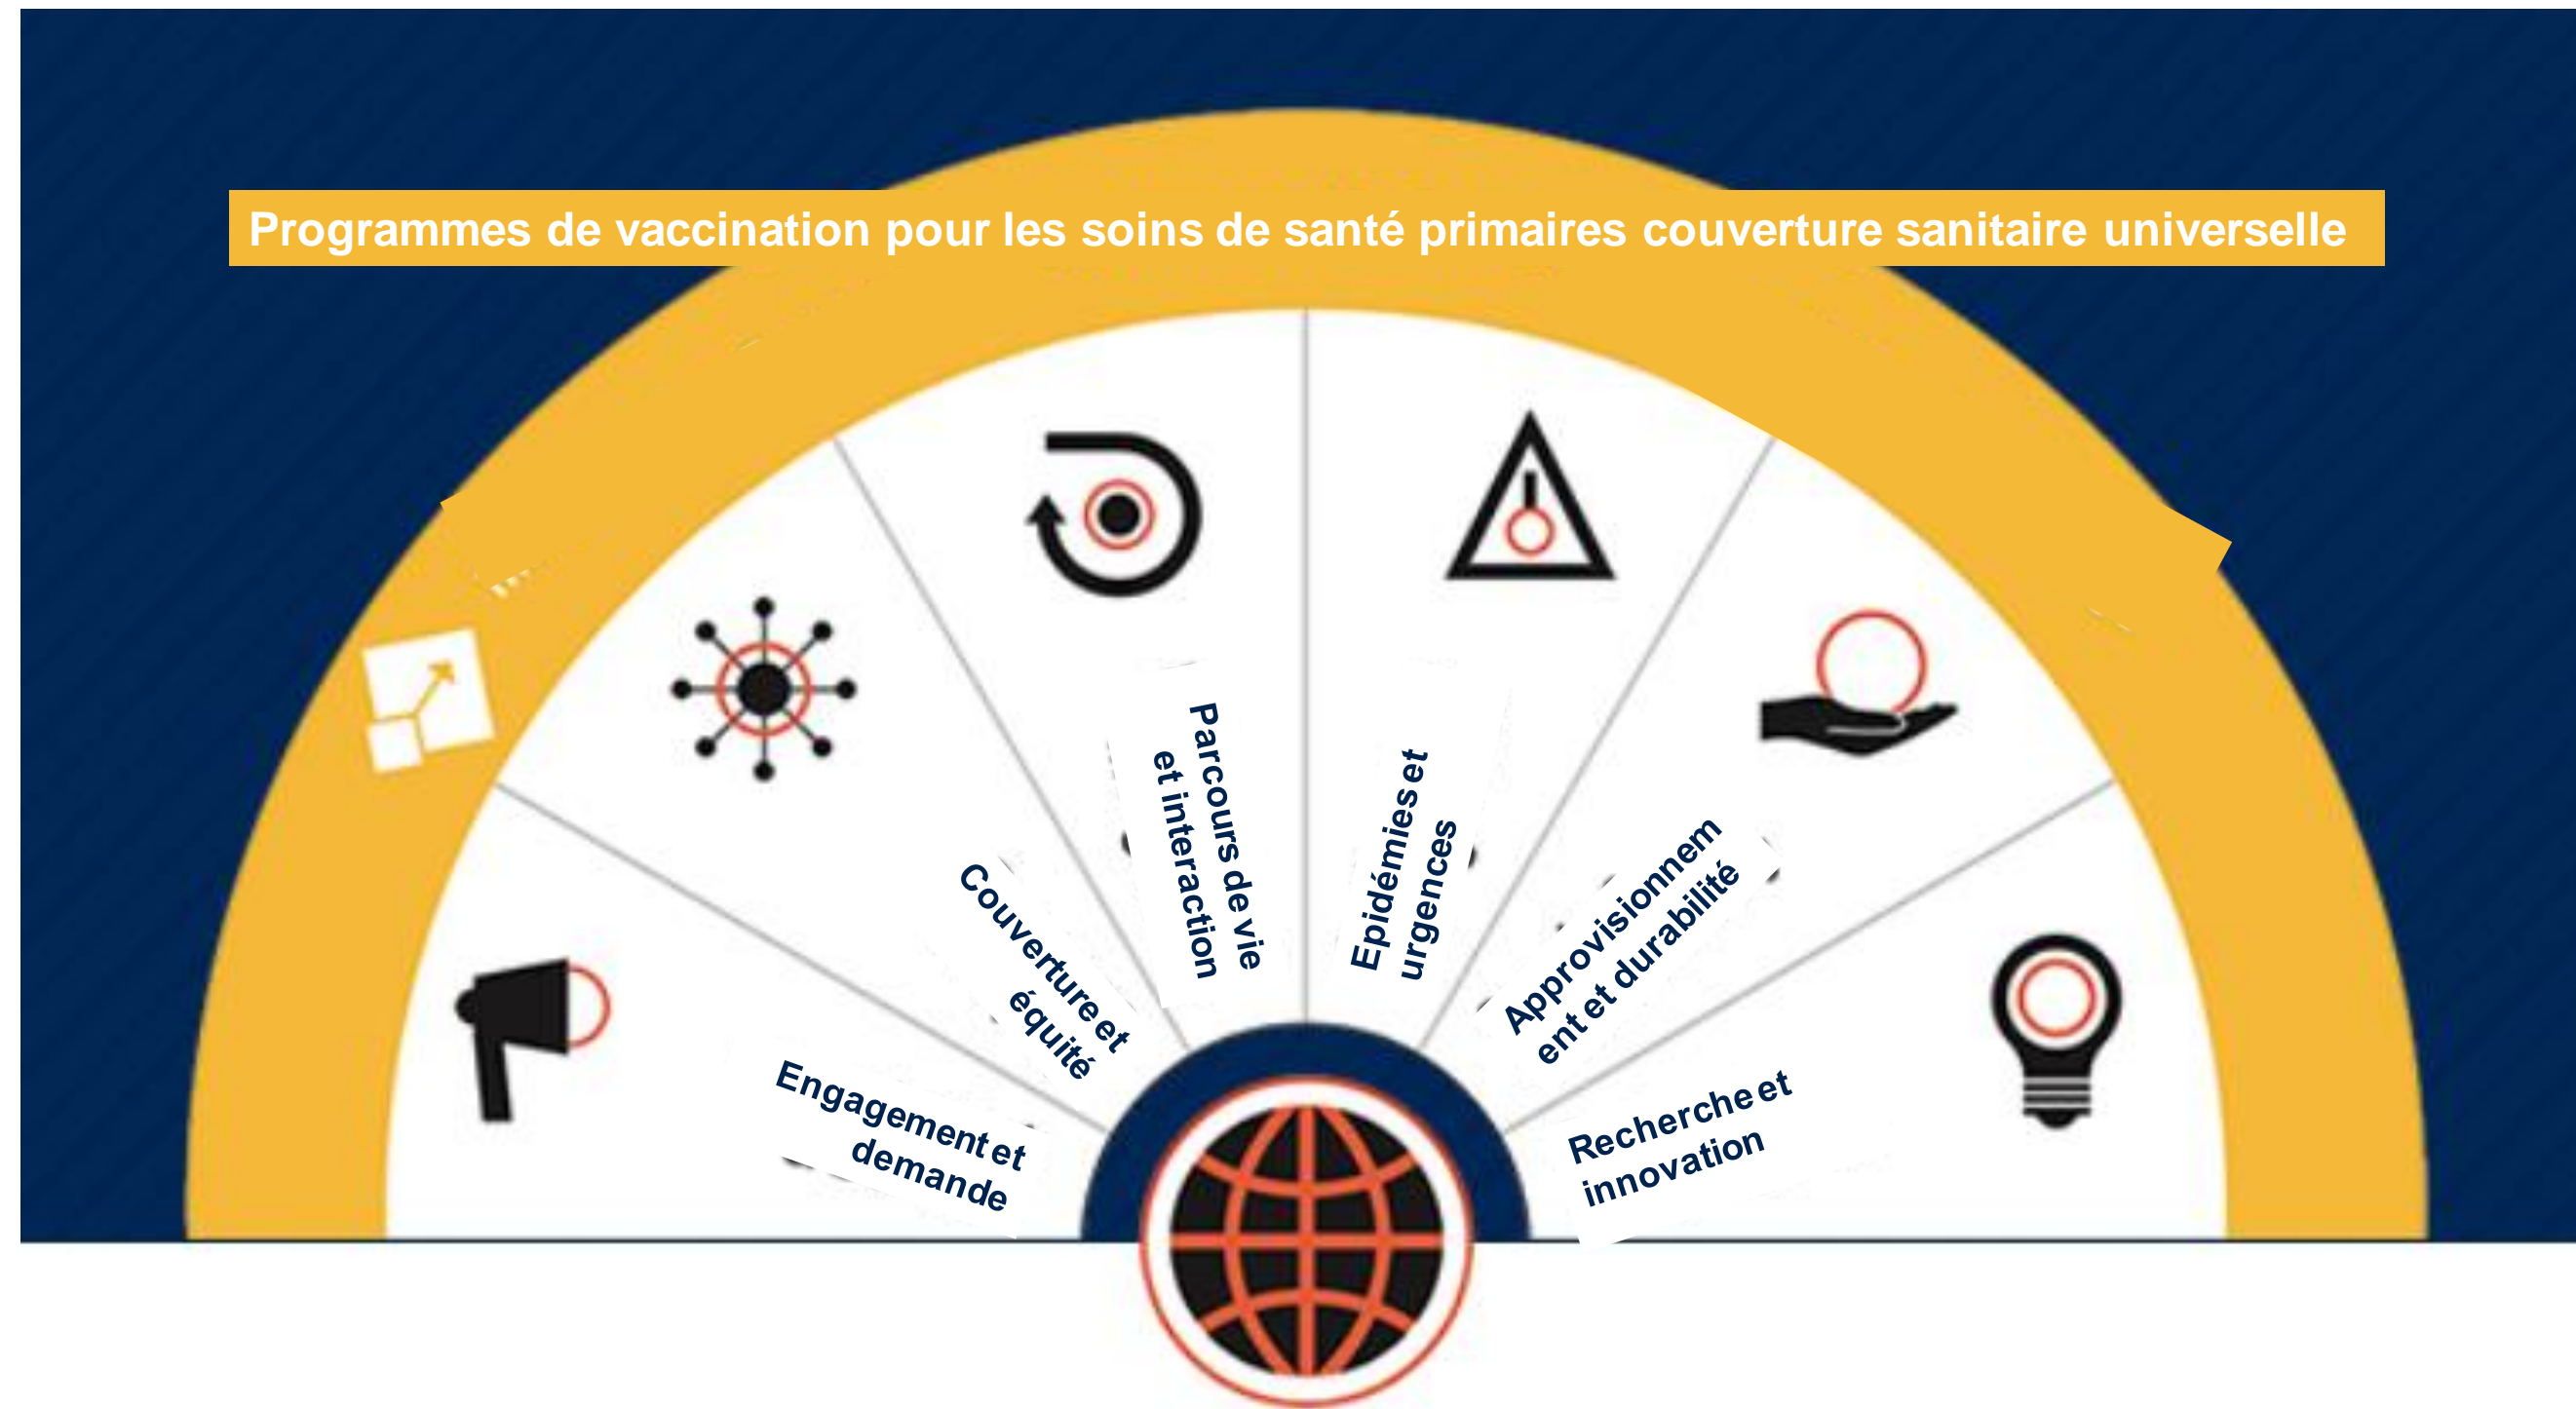 Programmes de vaccination pour les soins de santé primaires couverture sanitaire universelle
Engagement et
demande
Couverture et
équité
Parcours de vie
et interaction
Epidémies et
urgences
Approvisionnem
ent et durabilité
Recherche et
innovation